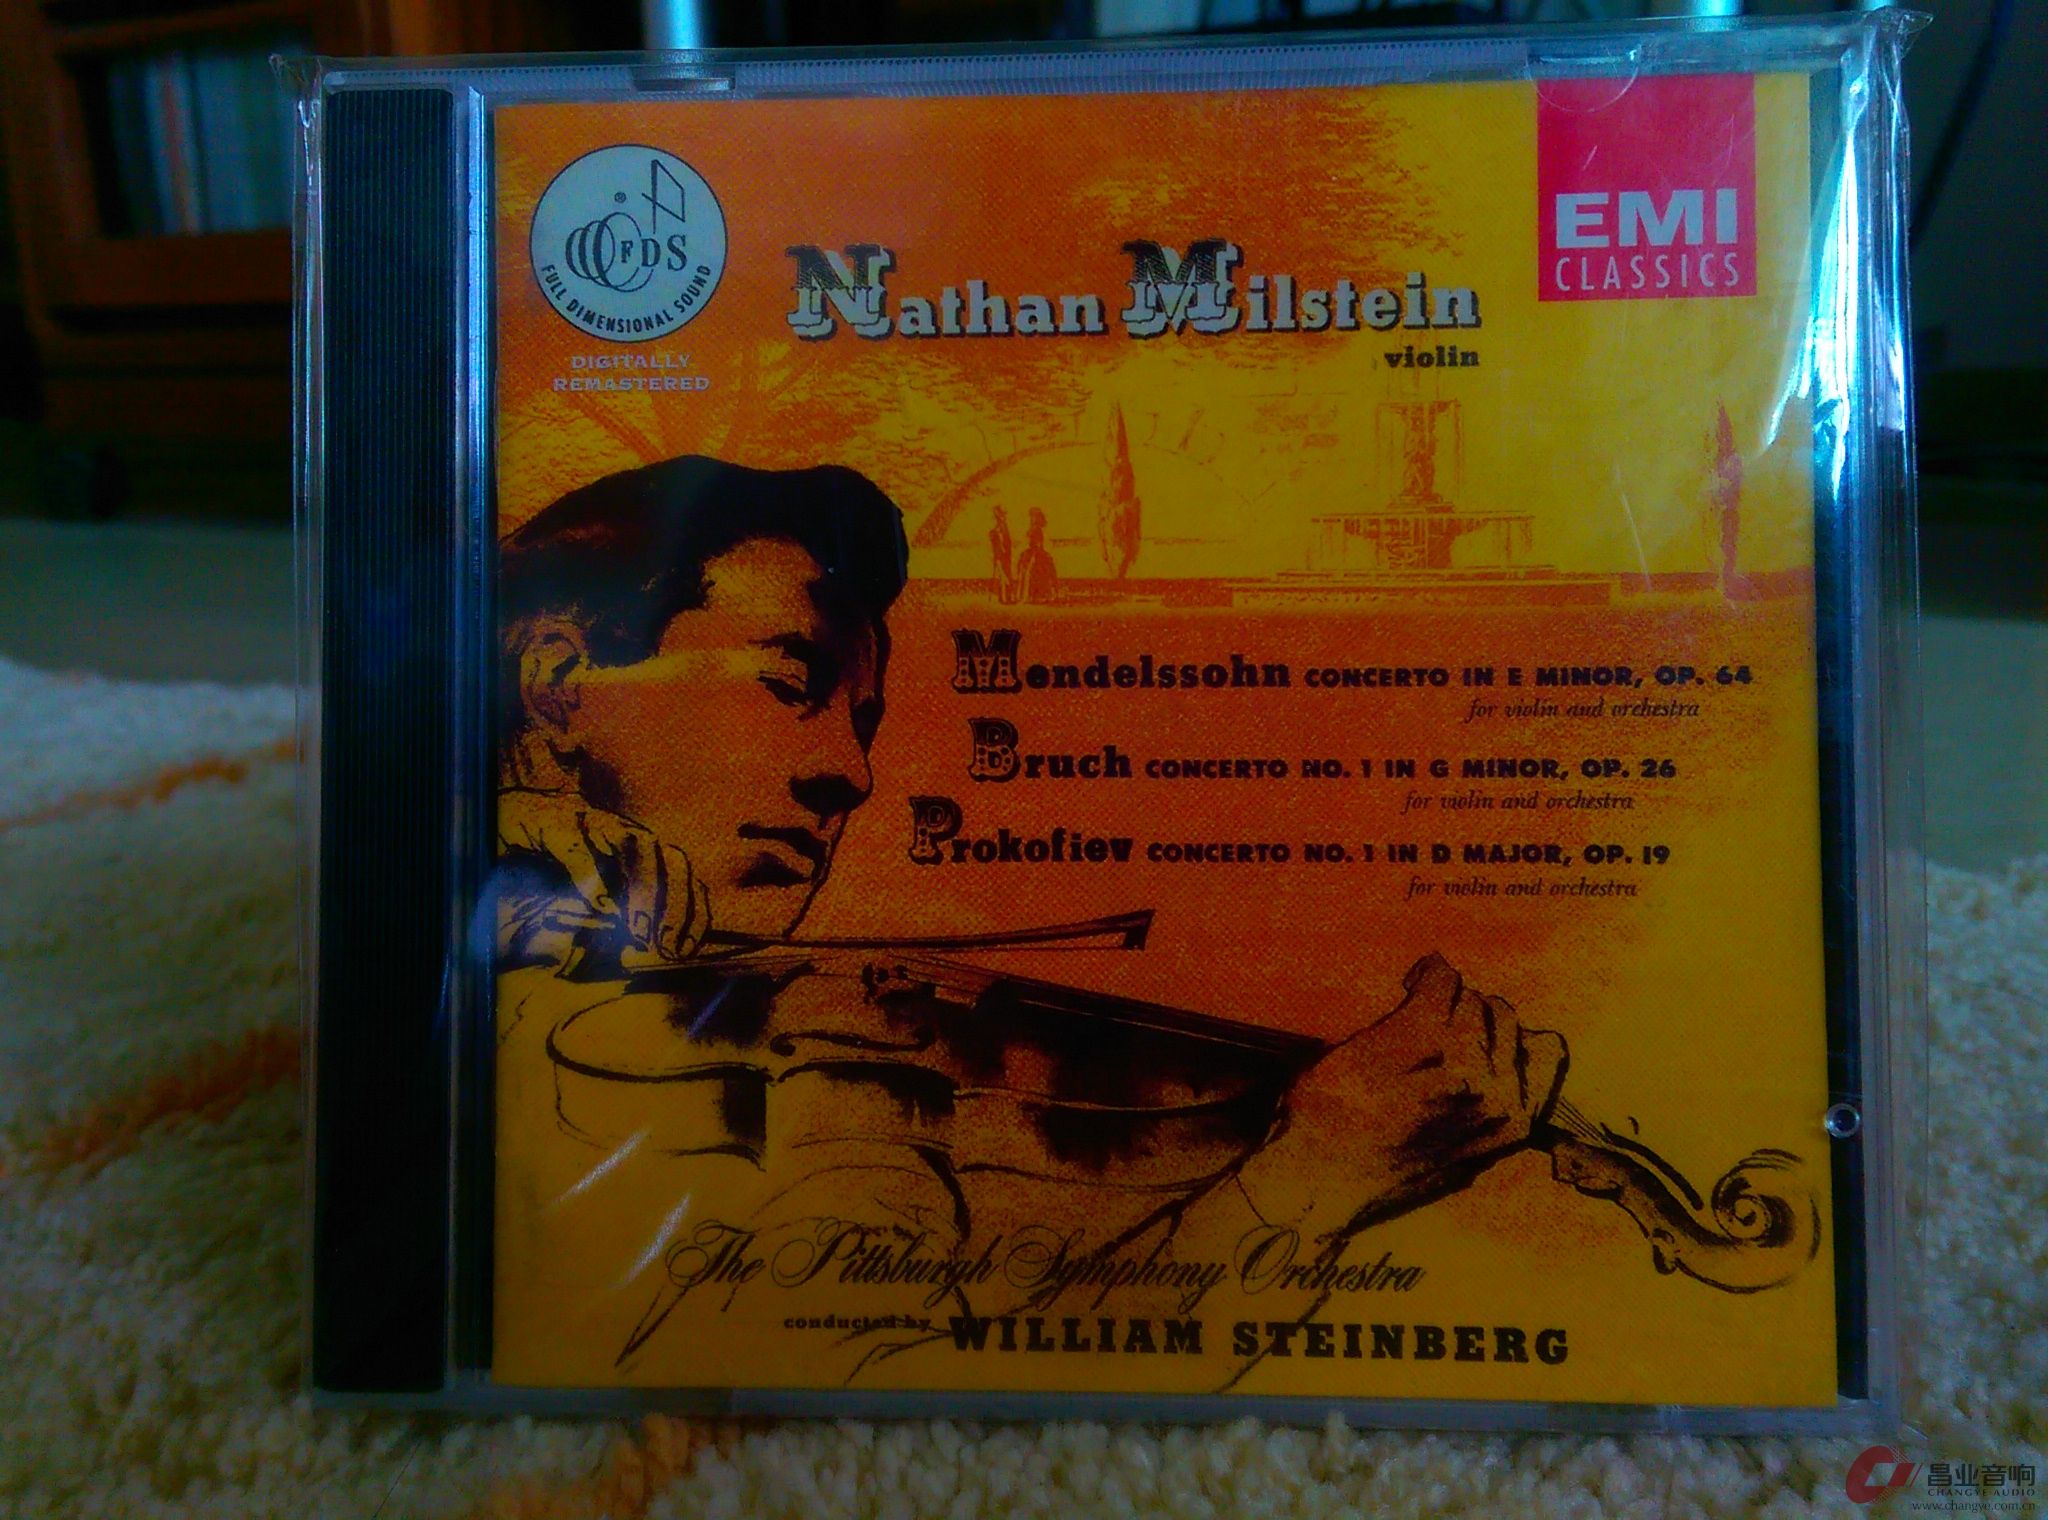 ®
FDS
FULL DIMENSIONAL SOUND
DIGITALLY
REMASTERED
EMI
CLASSICS
Nathan Milstein
violin
Mendelssohn CONCERTO IN E MINOR, OP. 64
for violin and orchestra
Bruch CONCERTO NO. 1 IN G MINOR, OP. 26
for violin and orchestra
Prokofiev CONCERTO NO. 1 IN D MAJOR, OP. 19
for violin and orchestra
The Pittsburgh Symphony Orchestra
conducted by WILLIAM STEINBERG
昌业音响
CHANGYE AUDIO
www.changye.com.cn